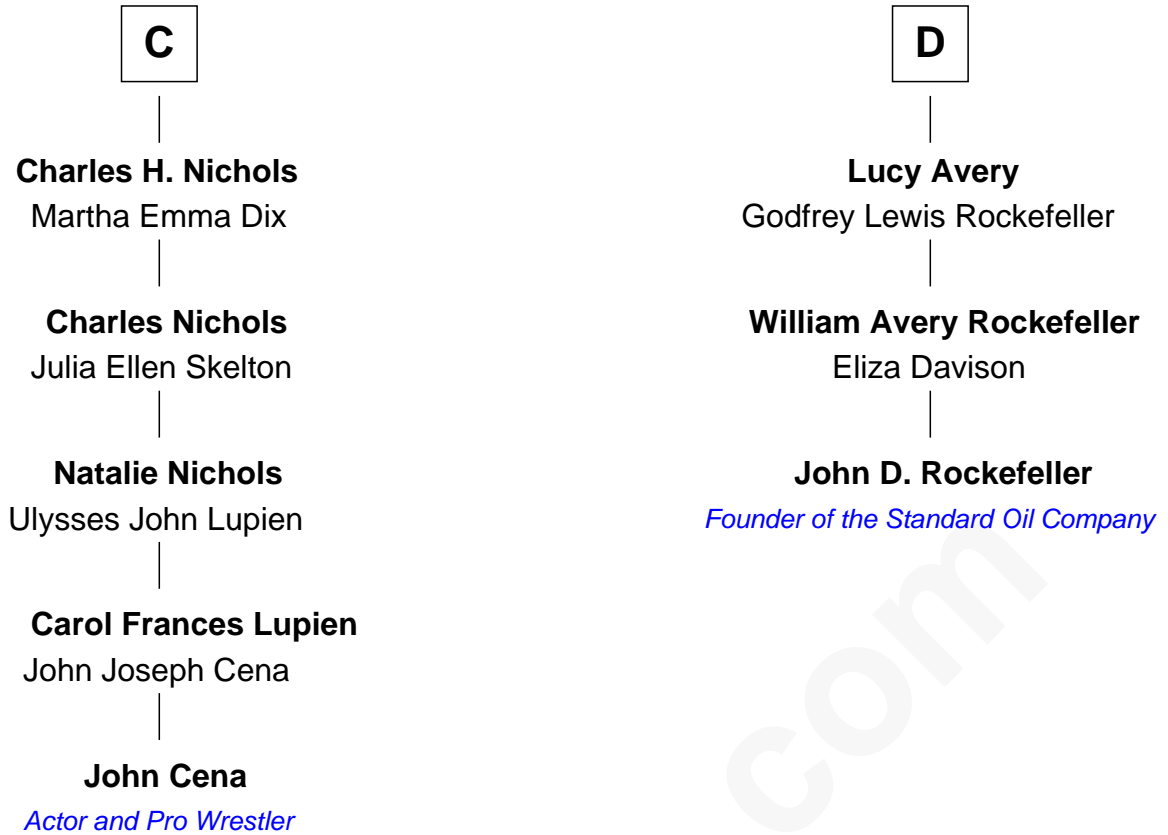 C
Charles H. Nichols
Martha Emma Dix
Charles Nichols
Julia Ellen Skelton
Natalie Nichols
Ulysses John Lupien
Carol Frances Lupien
John Joseph Cena
John Cena
Actor and Pro Wrestler
D
Lucy Avery
Godfrey Lewis Rockefeller
William Avery Rockefeller
Eliza Davison
John D. Rockefeller
Founder of the Standard Oil Company
com